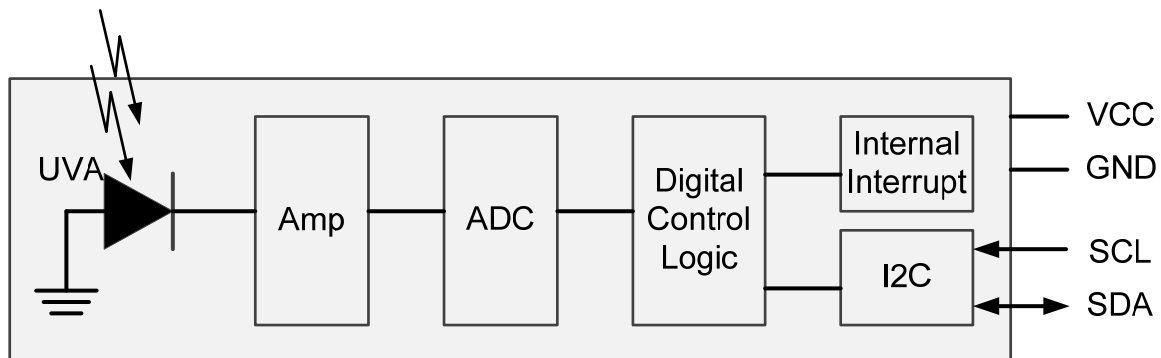 UVA
Amp
ADC
Digital
Control
Logic
Internal
Interrupt
I2C
VCC
GND
SCL
SDA